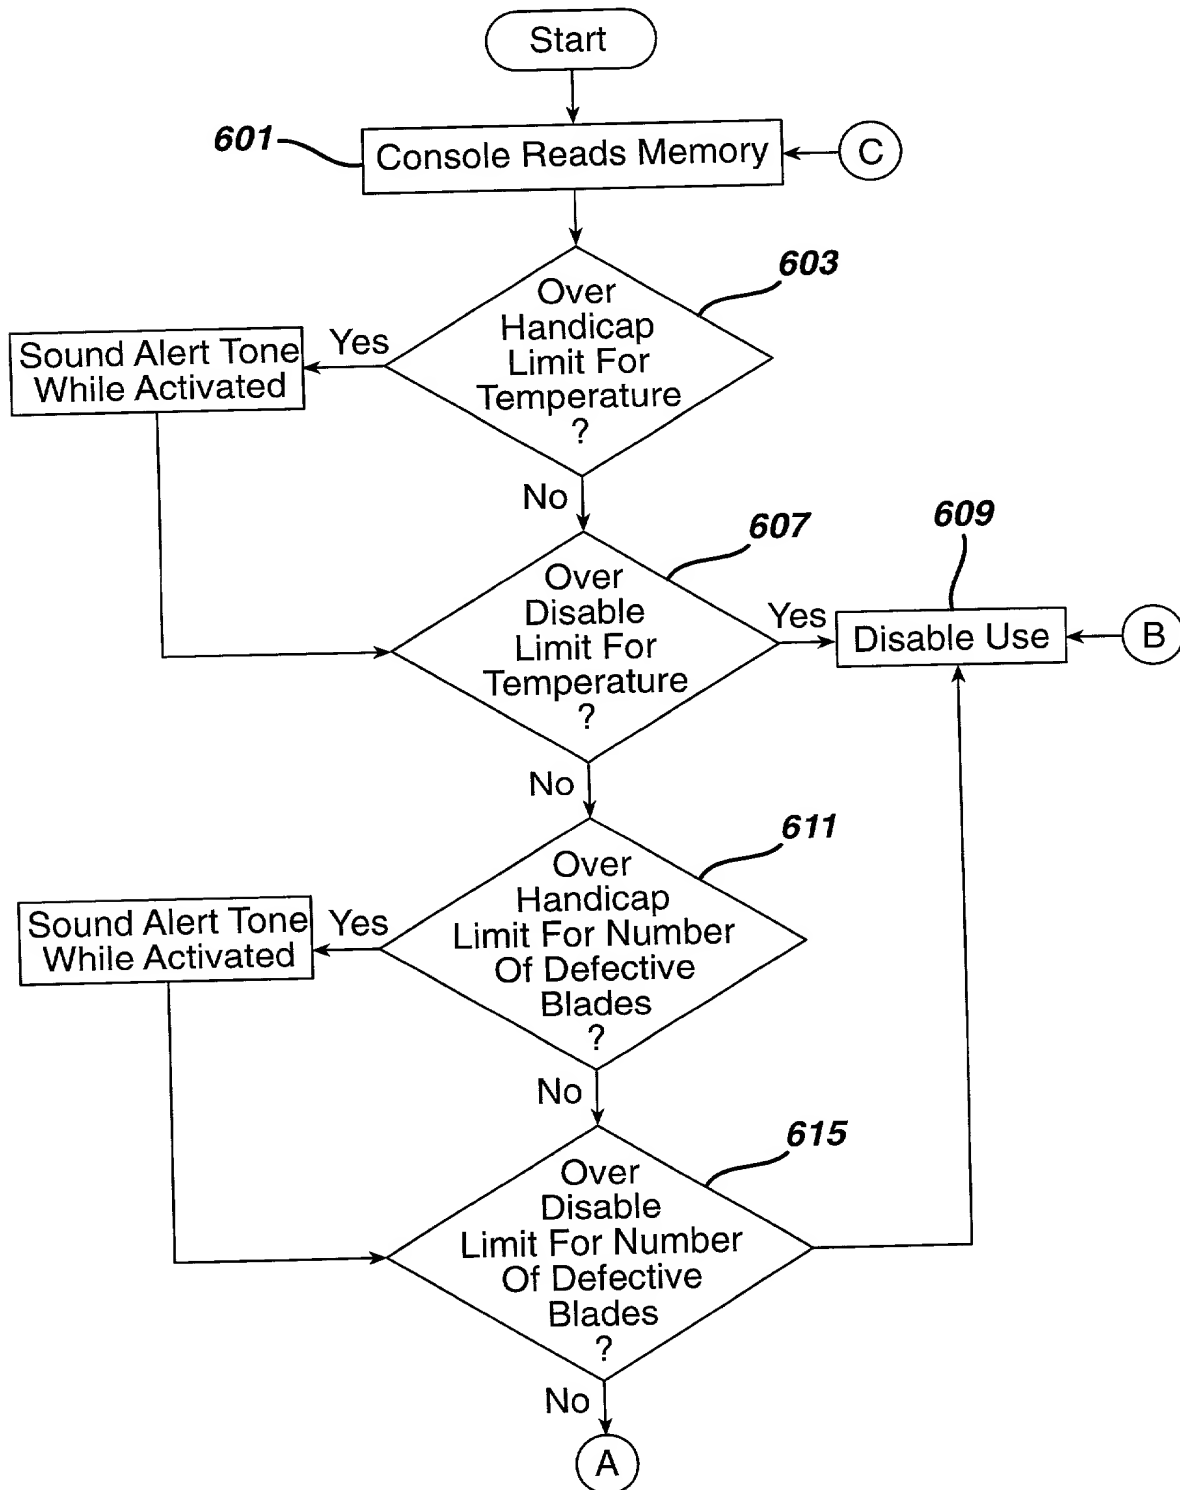 Start
601
Console Reads Memory
C
603
Over
Handicap
Limit For
Temperature
?
Yes
Sound Alert Tone
While Activated
No
607
609
Over
Disable
Limit For
Temperature
?
Yes
Disable Use
B
No
611
Over
Handicap
Limit For Number
Of Defective
Blades
?
Yes
Sound Alert Tone
While Activated
No
615
Over
Disable
Limit For Number
Of Defective
Blades
?
No
A